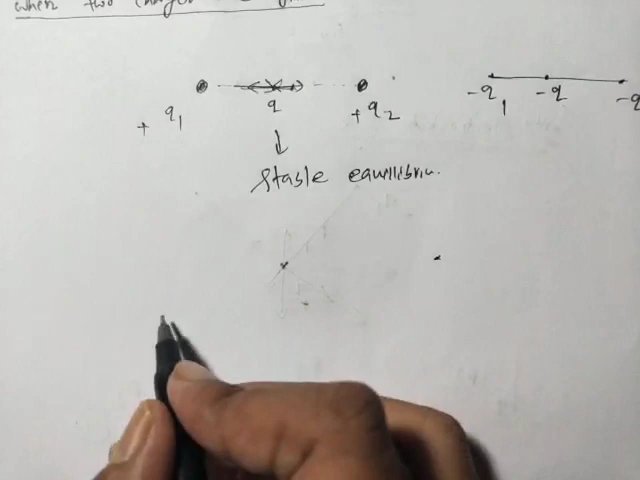 when two charges
q
+ q1
+ q2
-q1
-q
-q
stable equilibriu.